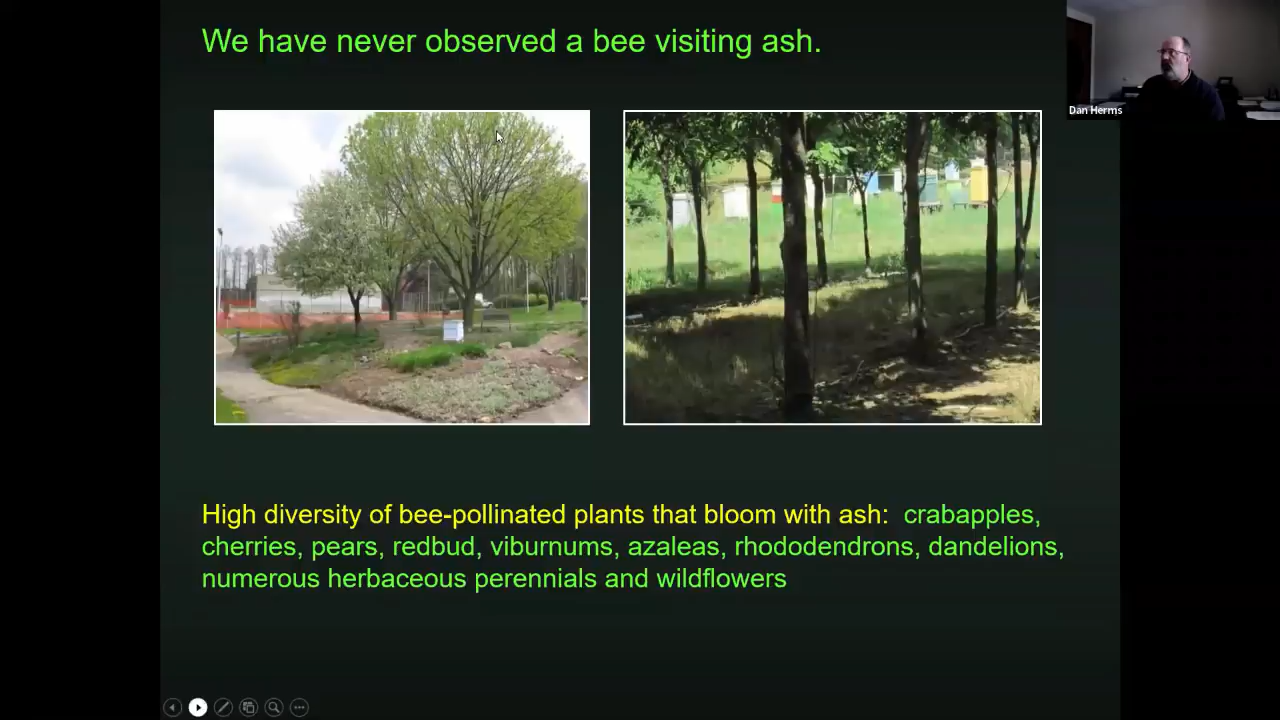 We have never observed a bee visiting ash.
Dan Herms
High diversity of bee-pollinated plants that bloom with ash: crabapples,
cherries, pears, redbud, viburnums, azaleas, rhododendrons, dandelions,
numerous herbaceous perennials and wildflowers